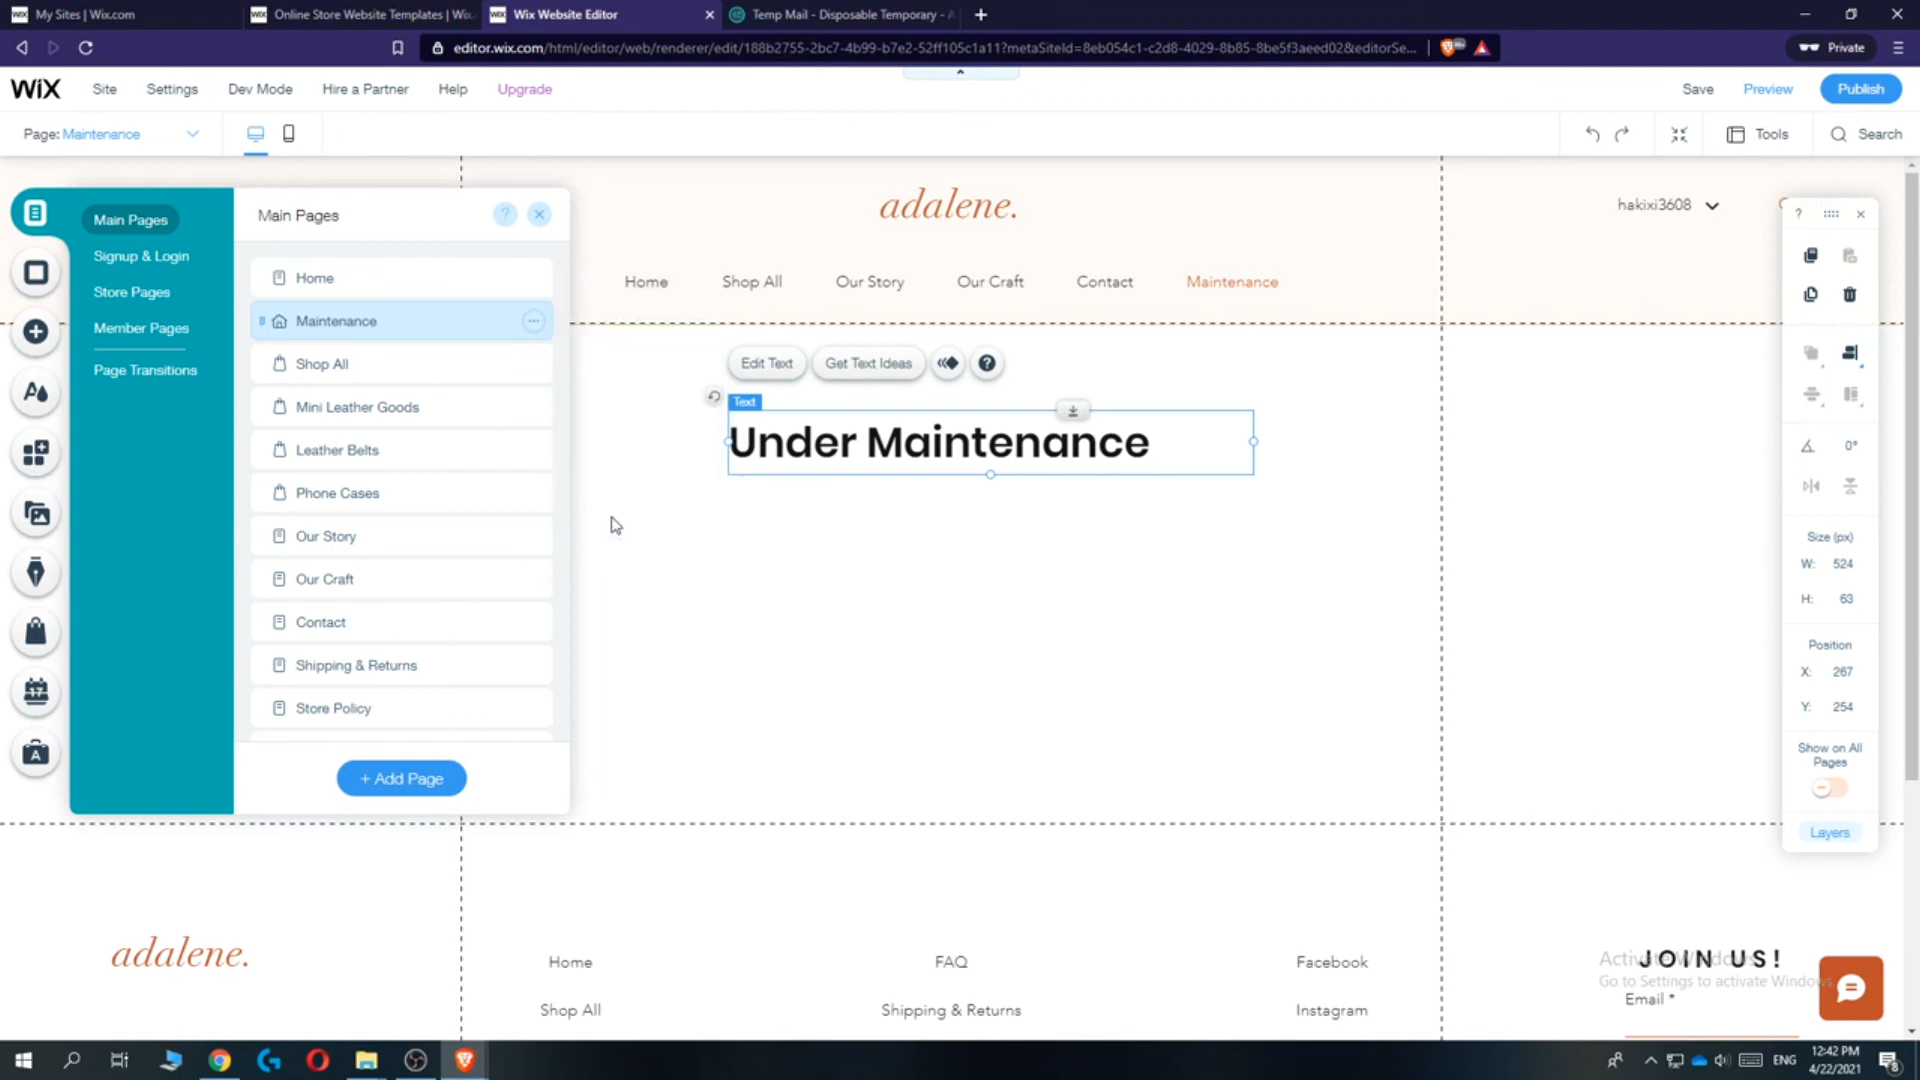 My Sites | Wix.com
Online Store Website Templates | Wix
Wix Website Editor
Temp Mail - Disposable Temporary -
editor.wix.com/html/editor/web/renderer/edit/188b2755-2bc7-4b99-b7e2-52ff105c1a11?metaSiteId=8eb054c1-c2d8-4029-8b85-8be5f3aeed02&editorSe...
Private
WiX
Site
Settings
Dev Mode
Hire a Partner
Help
Upgrade
Save
Preview
Publish
Page: Maintenance
Tools
Search
Main Pages
Signup & Login
Store Pages
Member Pages
Page Transitions
Main Pages
?
Home
Maintenance
Shop All
Mini Leather Goods
Leather Belts
Phone Cases
Our Story
Our Craft
Contact
Shipping & Returns
Store Policy
+ Add Page
adalene.
hakixi3608
Home
Shop All
Our Story
Our Craft
Contact
Maintenance
Edit Text
Get Text Ideas
?
Text
Under Maintenance
?
0°
Size (px)
W: 524
H: 63
Position
X: 267
Y: 254
Show on All
Pages
Layers
adalene.
Home
Shop All
FAQ
Shipping & Returns
Facebook
Instagram
JOIN US!
Email *
Activate Windows
Go to Settings to activate Windows.
ENG
12:42 PM
4/22/2021
8